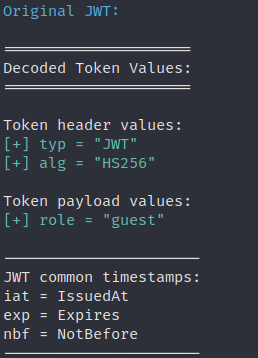 Original JWT:
=====================
Decoded Token Values:
=====================
Token header values:
[+] typ = "JWT"
[+] alg = "HS256"
Token payload values:
[+] role = "guest"
----------------------
JWT common timestamps:
iat = IssuedAt
exp = Expires
nbf = NotBefore
----------------------